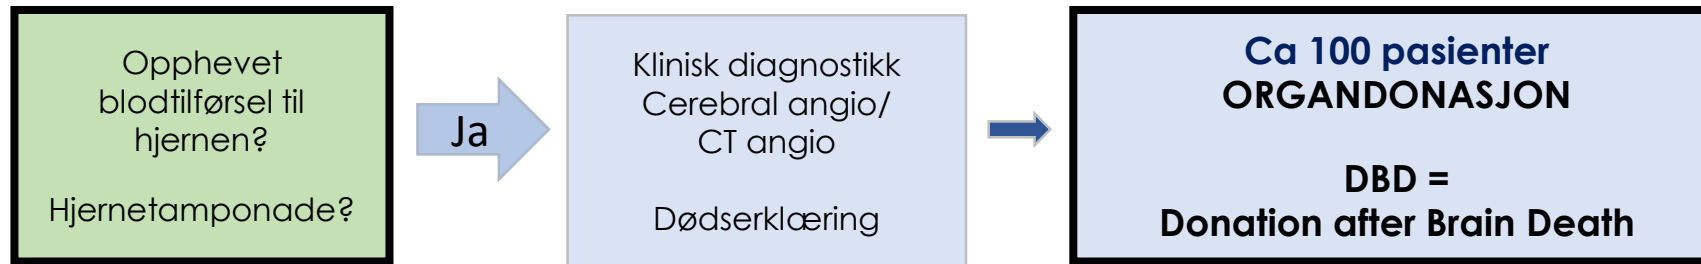 Opphevet
blodtilførsel til
hjernen?
Hjernetamponade?
Ja
Klinisk diagnostikk
Cerebral angio/
CT angio
Dødserklæring
Ca 100 pasienter
ORGANDONASJON
DBD =
Donation after Brain Death